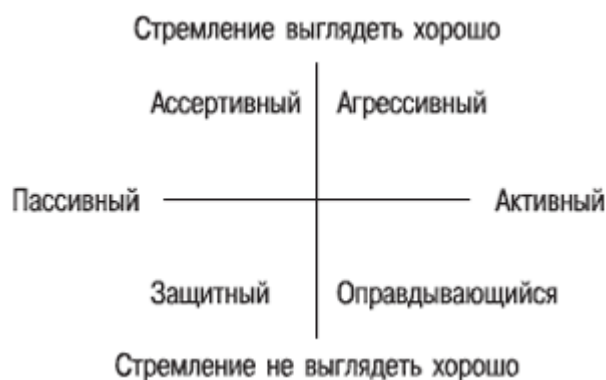 Стремление выглядеть хорошо
Ассертивный Агрессивный
Пассивный Активный
Защитный Оправдывающийся
Стремление не выглядеть хорошо